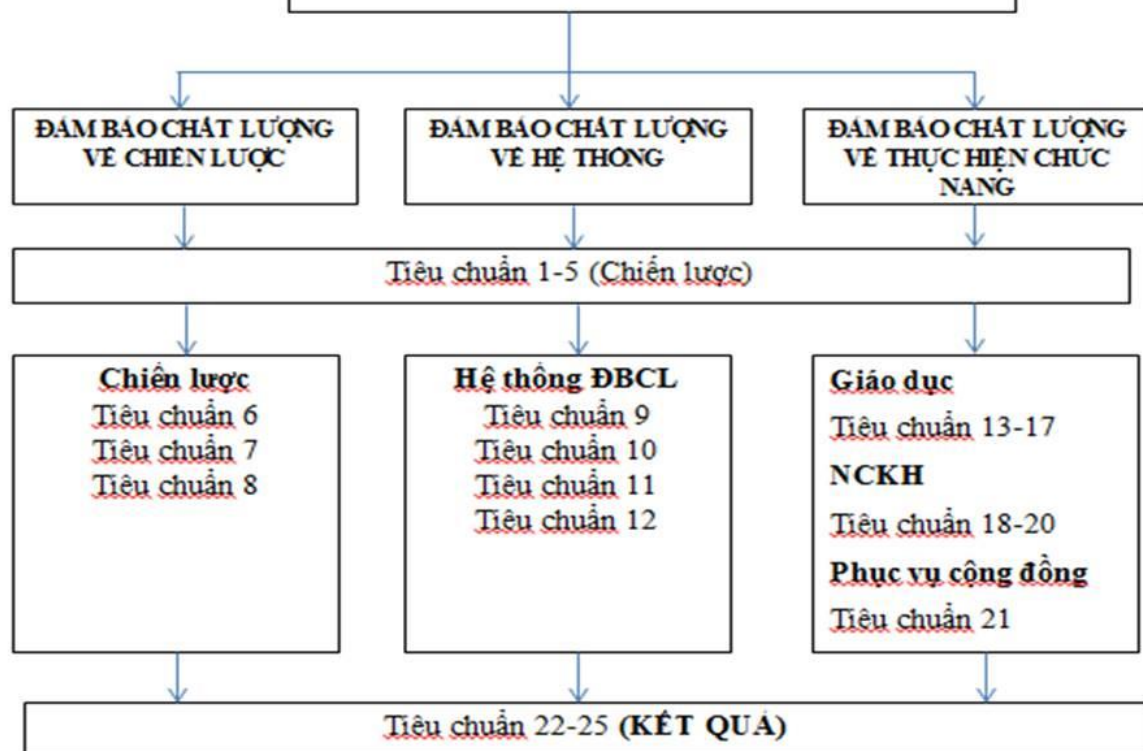 ĐẢM BẢO CHẤT LƯỢNG
VỀ CHIẾN LƯỢC
ĐẢM BẢO CHẤT LƯỢNG
VỀ HỆ THỐNG
ĐẢM BẢO CHẤT LƯỢNG
VỀ THỰC HIỆN CHỨC
NĂNG
Tiêu chuẩn 1-5 (Chiến lược)
Chiến lược
Tiêu chuẩn 6
Tiêu chuẩn 7
Tiêu chuẩn 8
Hệ thống ĐBCL
Tiêu chuẩn 9
Tiêu chuẩn 10
Tiêu chuẩn 11
Tiêu chuẩn 12
Giáo dục
Tiêu chuẩn 13-17
NCKH
Tiêu chuẩn 18-20
Phục vụ cộng đồng
Tiêu chuẩn 21
Tiêu chuẩn 22-25 (KẾT QUẢ)